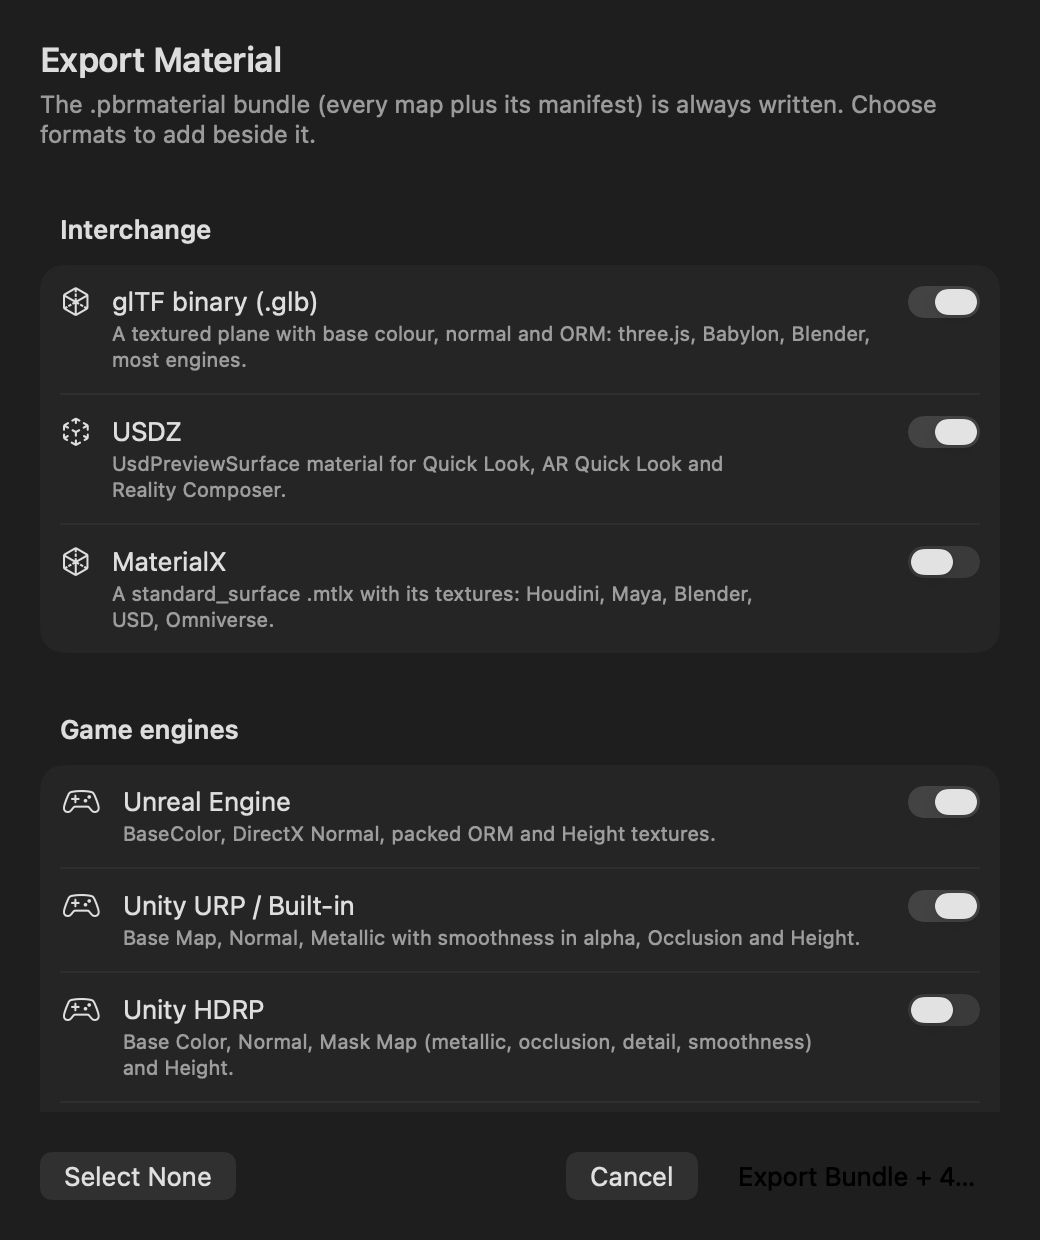 Export Material
The .pbrmaterial bundle (every map plus its manifest) is always written. Choose
formats to add beside it.
Interchange
glTF binary (.glb)
A textured plane with base colour, normal and ORM: three.js, Babylon, Blender,
most engines.
USDZ
UsdPreviewSurface material for Quick Look, AR Quick Look and
Reality Composer.
MaterialX
A standard_surface .mtlx with its textures: Houdini, Maya, Blender,
USD, Omniverse.
Game engines
Unreal Engine
BaseColor, DirectX Normal, packed ORM and Height textures.
Unity URP / Built-in
Base Map, Normal, Metallic with smoothness in alpha, Occlusion and Height.
Unity HDRP
Base Color, Normal, Mask Map (metallic, occlusion, detail, smoothness)
and Height.
Select None
Cancel
Export Bundle + 4...